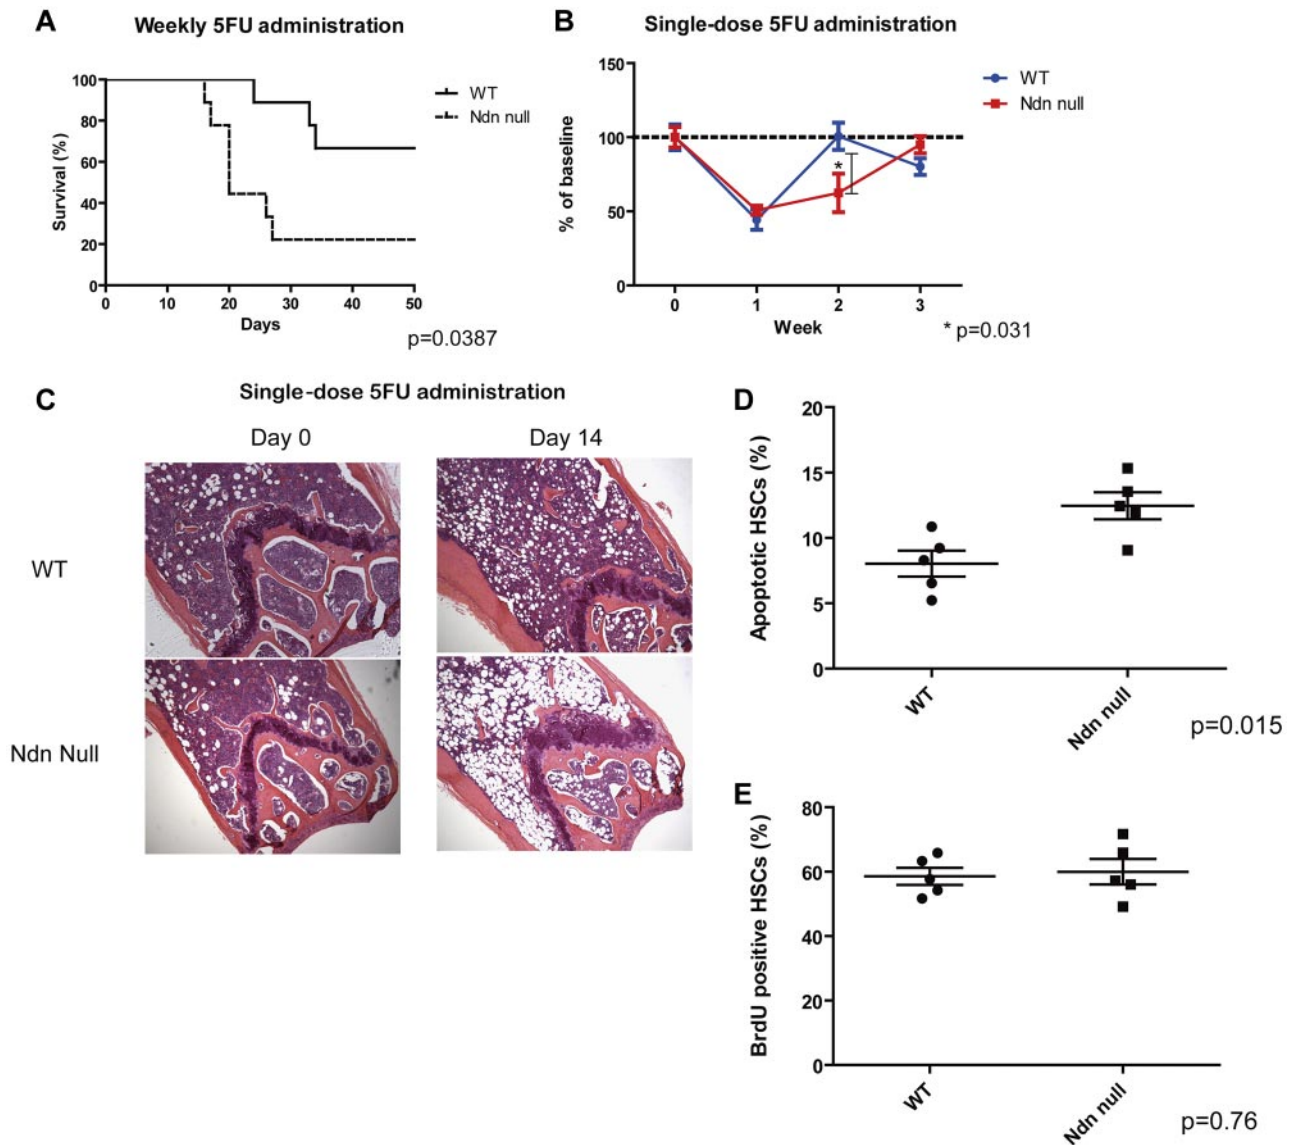 A
Weekly 5FU administration
Survival (%)
100
80
60
40
20
0
0 10 20 30 40 50
Days
WT
Ndn null
p=0.0387
B
Single-dose 5FU administration
% of baseline
150
100
50
0
*
0 1 2 3
Week
WT
Ndn null
* p=0.031
C
Single-dose 5FU administration
Day 0 Day 14
WT
Ndn Null
D
Apoptotic HSCs (%)
20
15
10
5
0
WT Ndn null
p=0.015
E
BrdU positive HSCs (%)
80
60
40
20
0
WT Ndn null
p=0.76